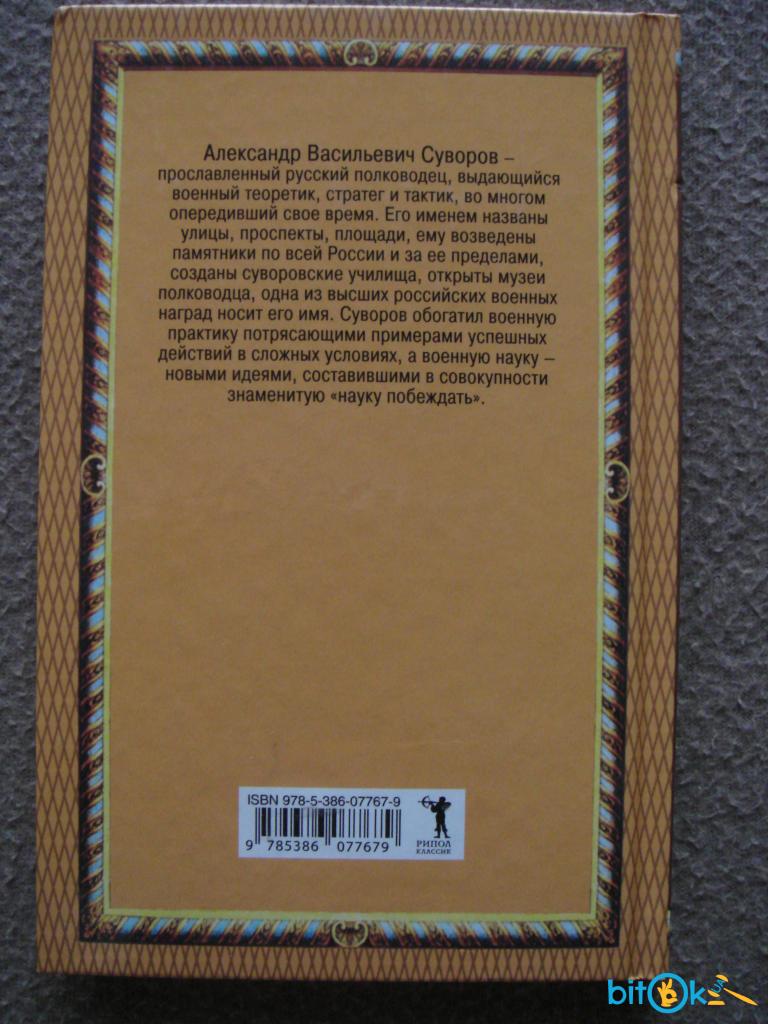 Александр Васильевич Суворов –
прославленный русский полководец, выдающийся
военный теоретик, стратег и тактик, во многом
опередивший свое время. Его именем названы
улицы, проспекты, площади, ему возведены
памятники по всей России и за ее пределами,
созданы суворовские училища, открыты музеи
полководца, одна из высших российских военных
наград носит его имя. Суворов обогатил военную
практику потрясающими примерами успешных
действий в сложных условиях, а военную науку –
новыми идеями, составившими в совокупности
знаменитую «науку побеждать».
ISBN 978-5-386-07767-9
9 785386 077679
РИПОЛ
КЛАССИК
bitOk UA